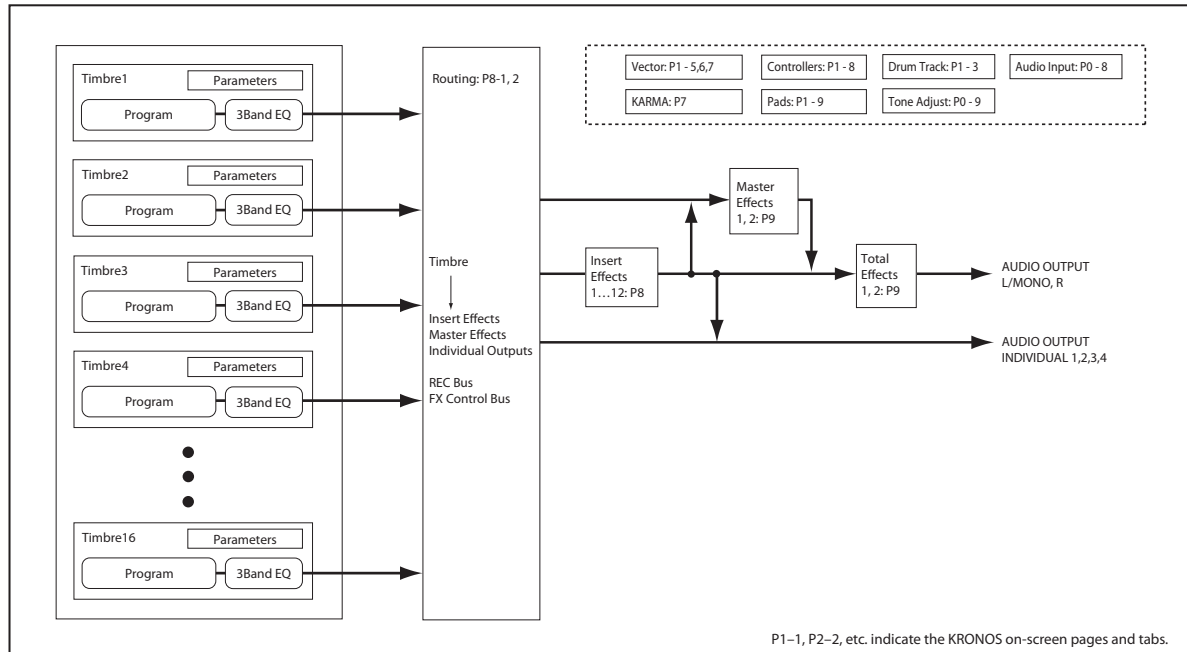 Timbre1
Parameters
Program
3Band EQ
Timbre2
Parameters
Program
3Band EQ
Timbre3
Parameters
Program
3Band EQ
Timbre4
Parameters
Program
3Band EQ
Timbre16
Parameters
Program
3Band EQ
Routing: P8-1, 2
Timbre
Insert Effects
Master Effects
Individual Outputs
REC Bus
FX Control Bus
Vector: P1 - 5,6,7
Controllers: P1 - 8
Drum Track: P1 - 3
Audio Input: P0 - 8
KARMA: P7
Pads: P1 - 9
Tone Adjust: P0 - 9
Master
Effects
1, 2: P9
Insert
Effects
1…12: P8
Total
Effects
1, 2: P9
AUDIO OUTPUT
L/MONO, R
AUDIO OUTPUT
INDIVIDUAL 1,2,3,4
P1–1, P2–2, etc. indicate the KRONOS on-screen pages and tabs.